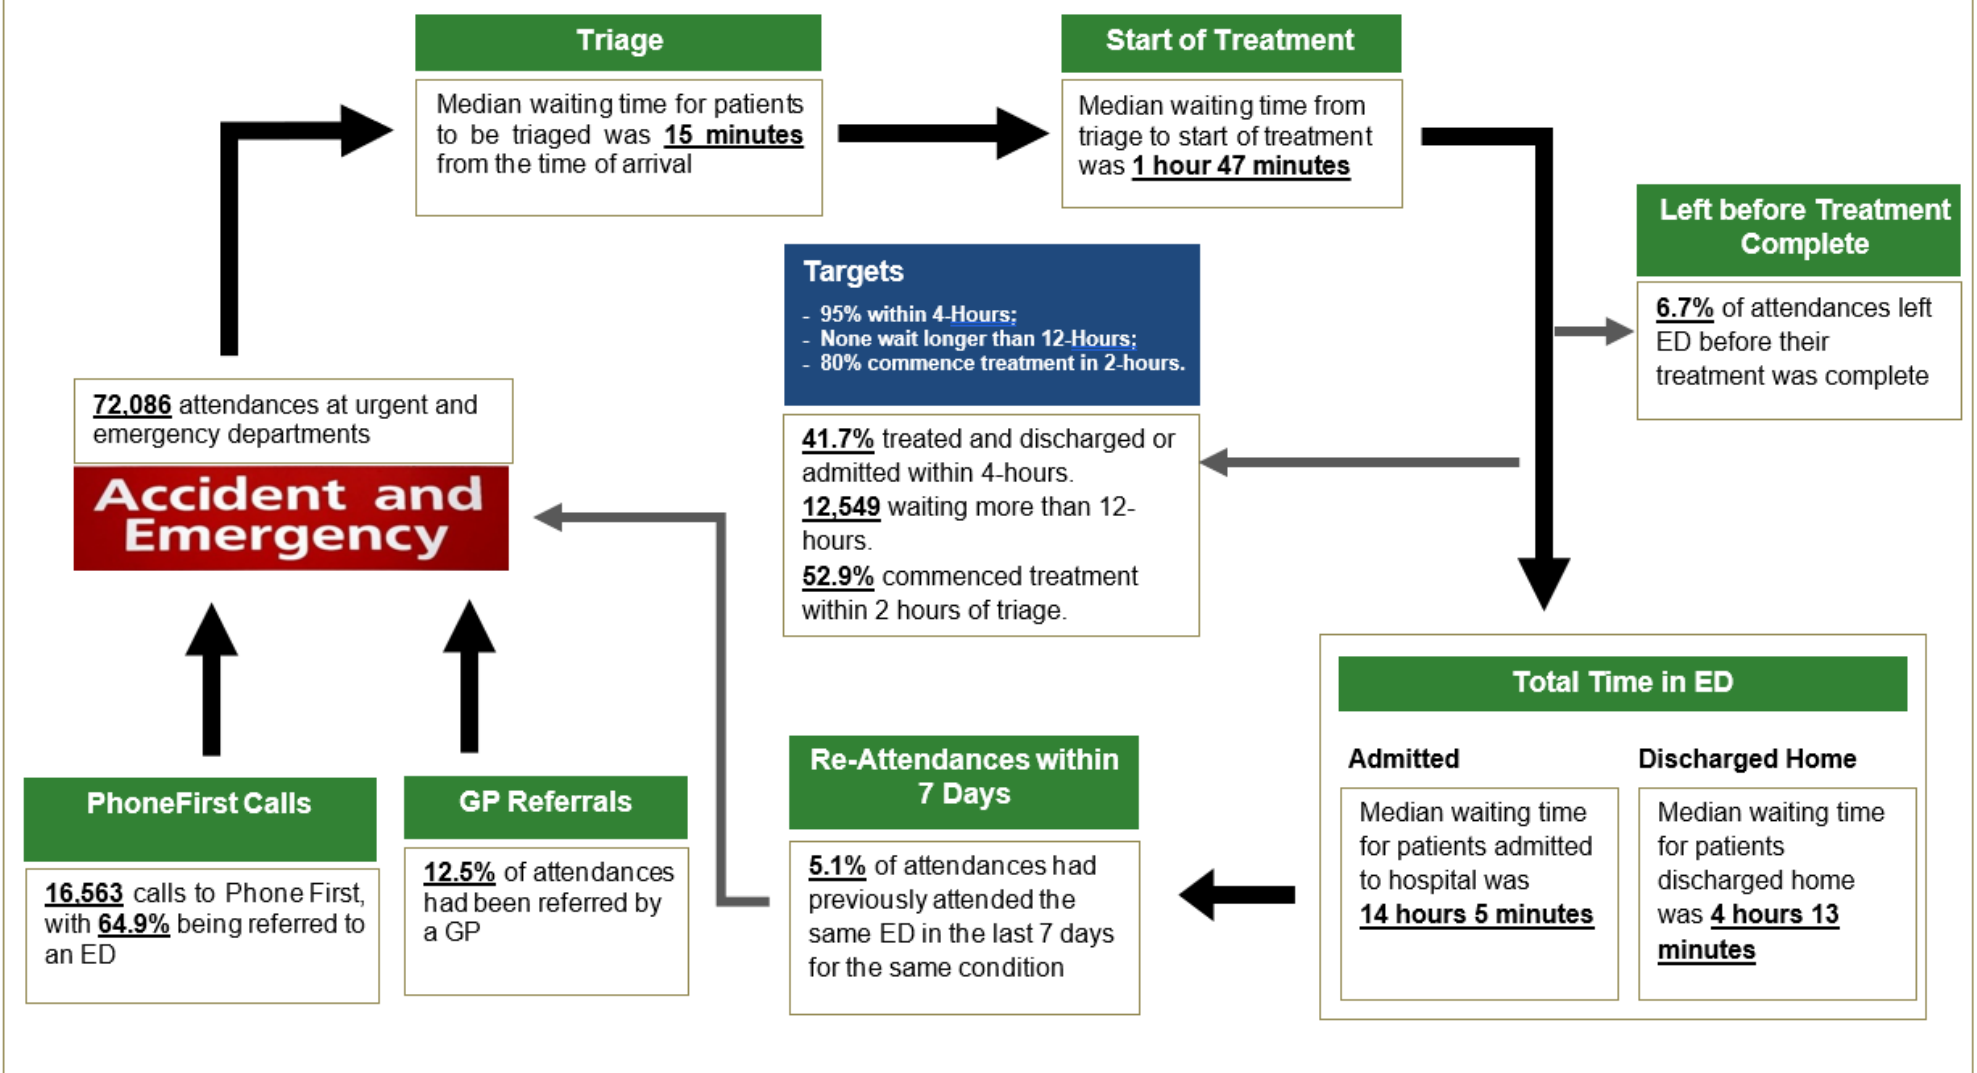 Triage
Median waiting time for patients
to be triaged was 15 minutes
from the time of arrival
Start of Treatment
Median waiting time from
triage to start of treatment
was 1 hour 47 minutes
Left before Treatment
Complete
6.7% of attendances left
ED before their
treatment was complete
Targets
- 95% within 4-Hours;
- None wait longer than 12-Hours;
- 80% commence treatment in 2-hours.
41.7% treated and discharged or
admitted within 4-hours.
12,549 waiting more than 12-
hours.
52.9% commenced treatment
within 2 hours of triage.
72,086 attendances at urgent and
emergency departments
Accident and
Emergency
PhoneFirst Calls
16,563 calls to Phone First,
with 64.9% being referred to
an ED
GP Referrals
12.5% of attendances
had been referred by
a GP
Re-Attendances within
7 Days
5.1% of attendances had
previously attended the
same ED in the last 7 days
for the same condition
Total Time in ED
Admitted
Median waiting time
for patients admitted
to hospital was
14 hours 5 minutes
Discharged Home
Median waiting time
for patients
discharged home
was 4 hours 13
minutes